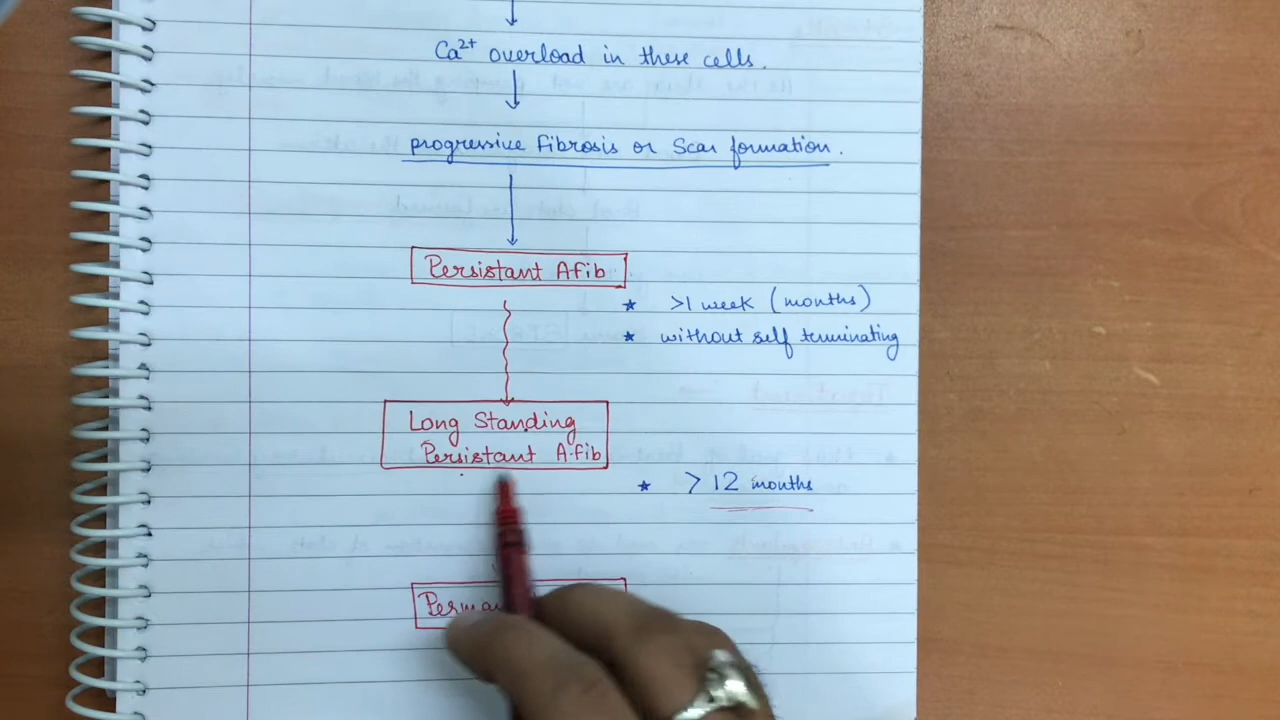 Ca²⁺ overload in these cells.
progressive fibrosis or Scar formation.
Persistant Afib
* >1 week (months)
* without self terminating
Long Standing
Persistant Afib
* > 12 months